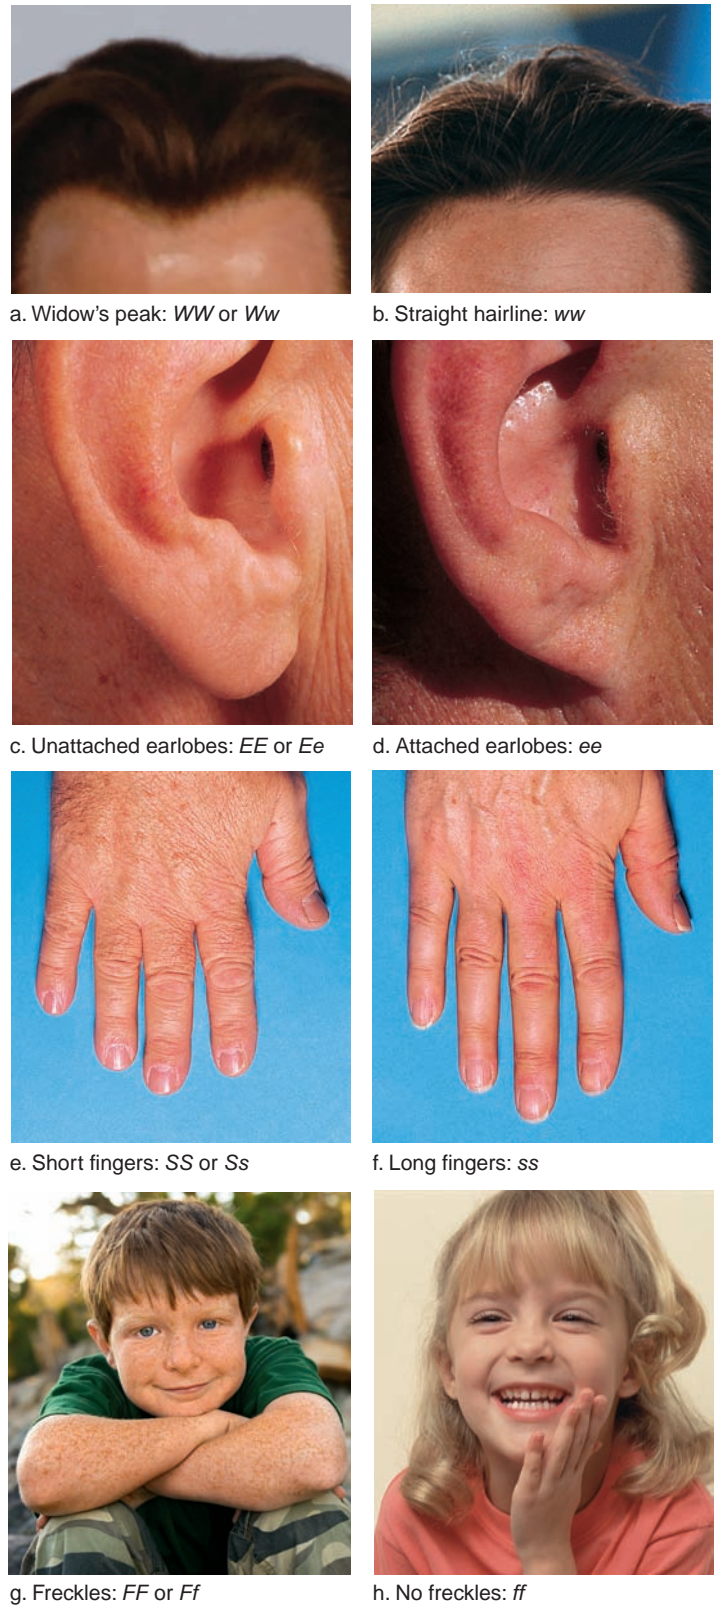 a. Widow's peak: WW or Ww
b. Straight hairline: ww
c. Unattached earlobes: EE or Ee
d. Attached earlobes: ee
e. Short fingers: SS or Ss
f. Long fingers: ss
g. Freckles: FF or Ff
h. No freckles: ff